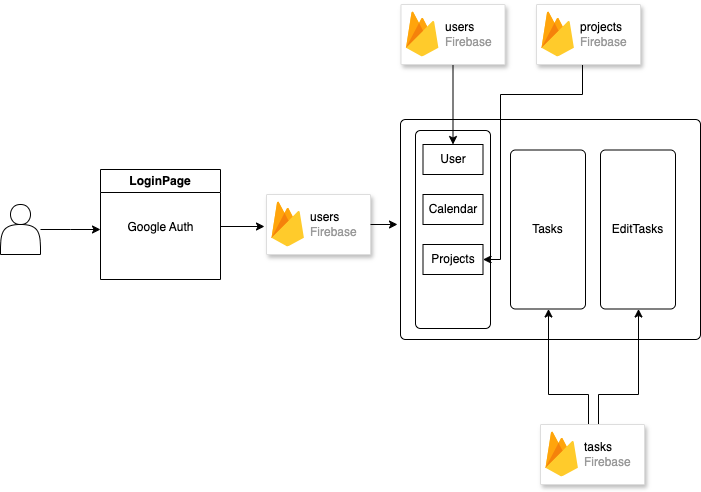 users
Firebase
projects
Firebase
LoginPage
Google Auth
users
Firebase
User
Calendar
Projects
Tasks
EditTasks
tasks
Firebase